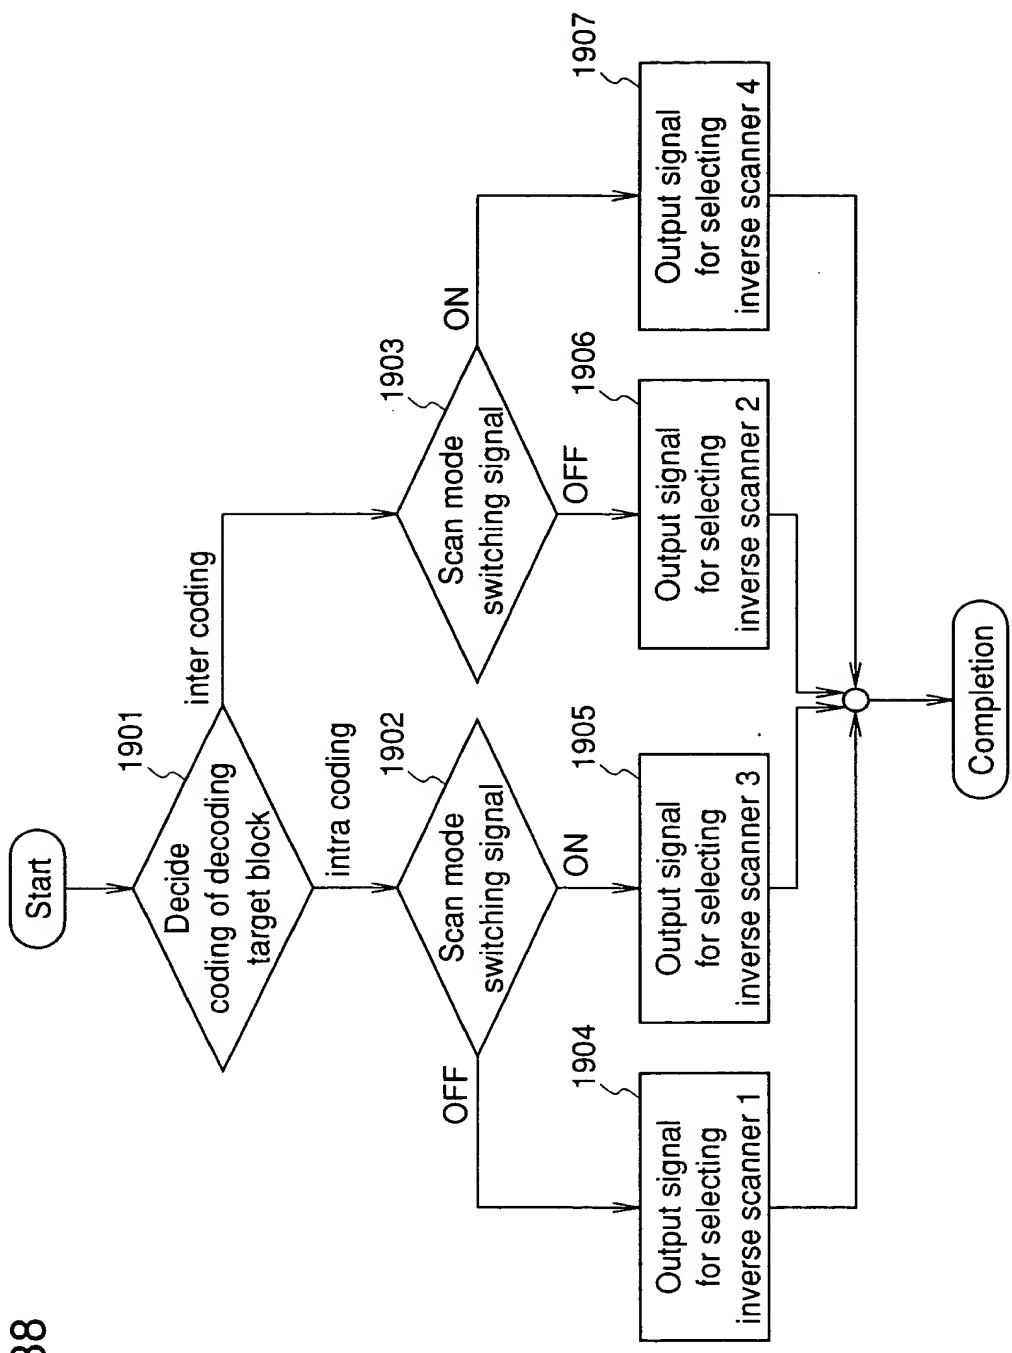 38
Start
1901
Decide
coding of decoding
target block
inter coding
intra coding
1902
Scan mode
switching signal
1903
Scan mode
switching signal
OFF
ON
OFF
ON
1904
Output signal
for selecting
inverse scanner 1
1905
Output signal
for selecting
inverse scanner 3
1906
Output signal
for selecting
inverse scanner 2
1907
Output signal
for selecting
inverse scanner 4
Completion